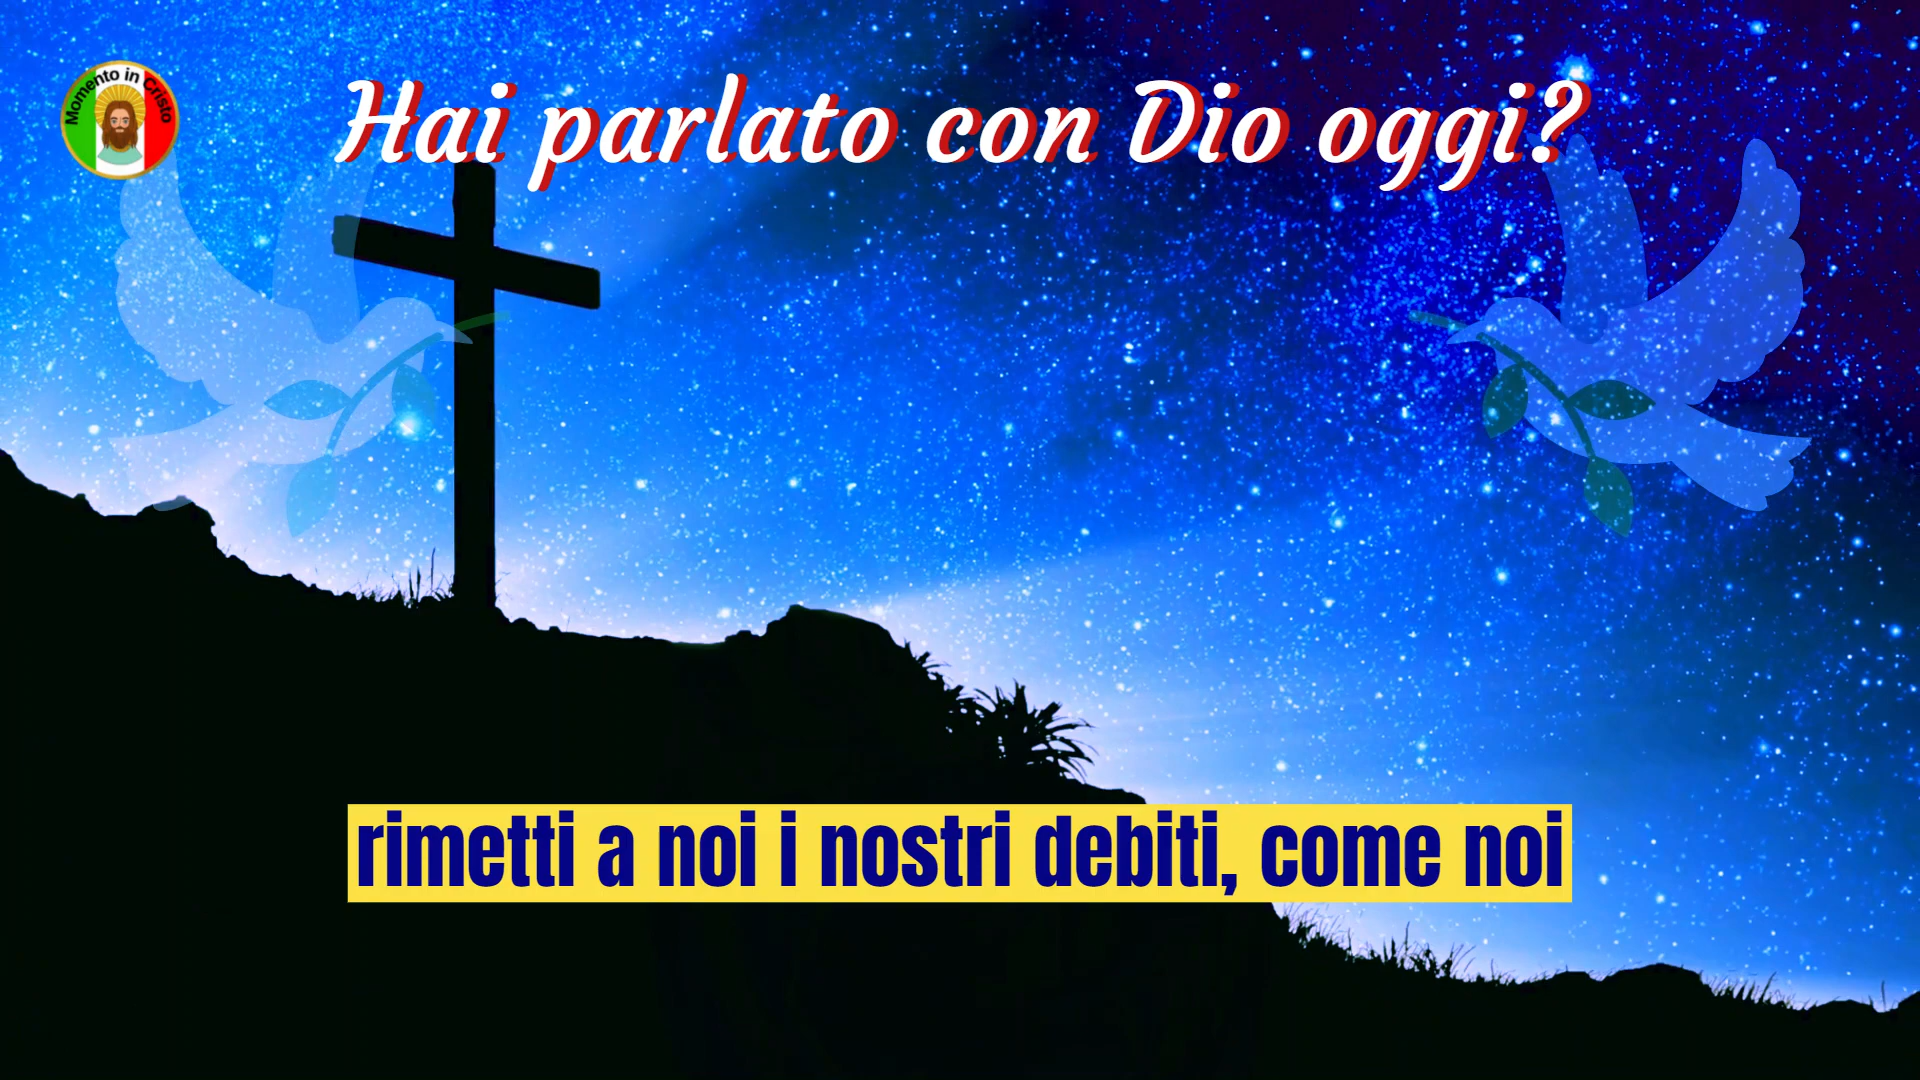 Momento in Cristo
Hai parlato con Dio oggi?
rimetti a noi i nostri debiti, come noi